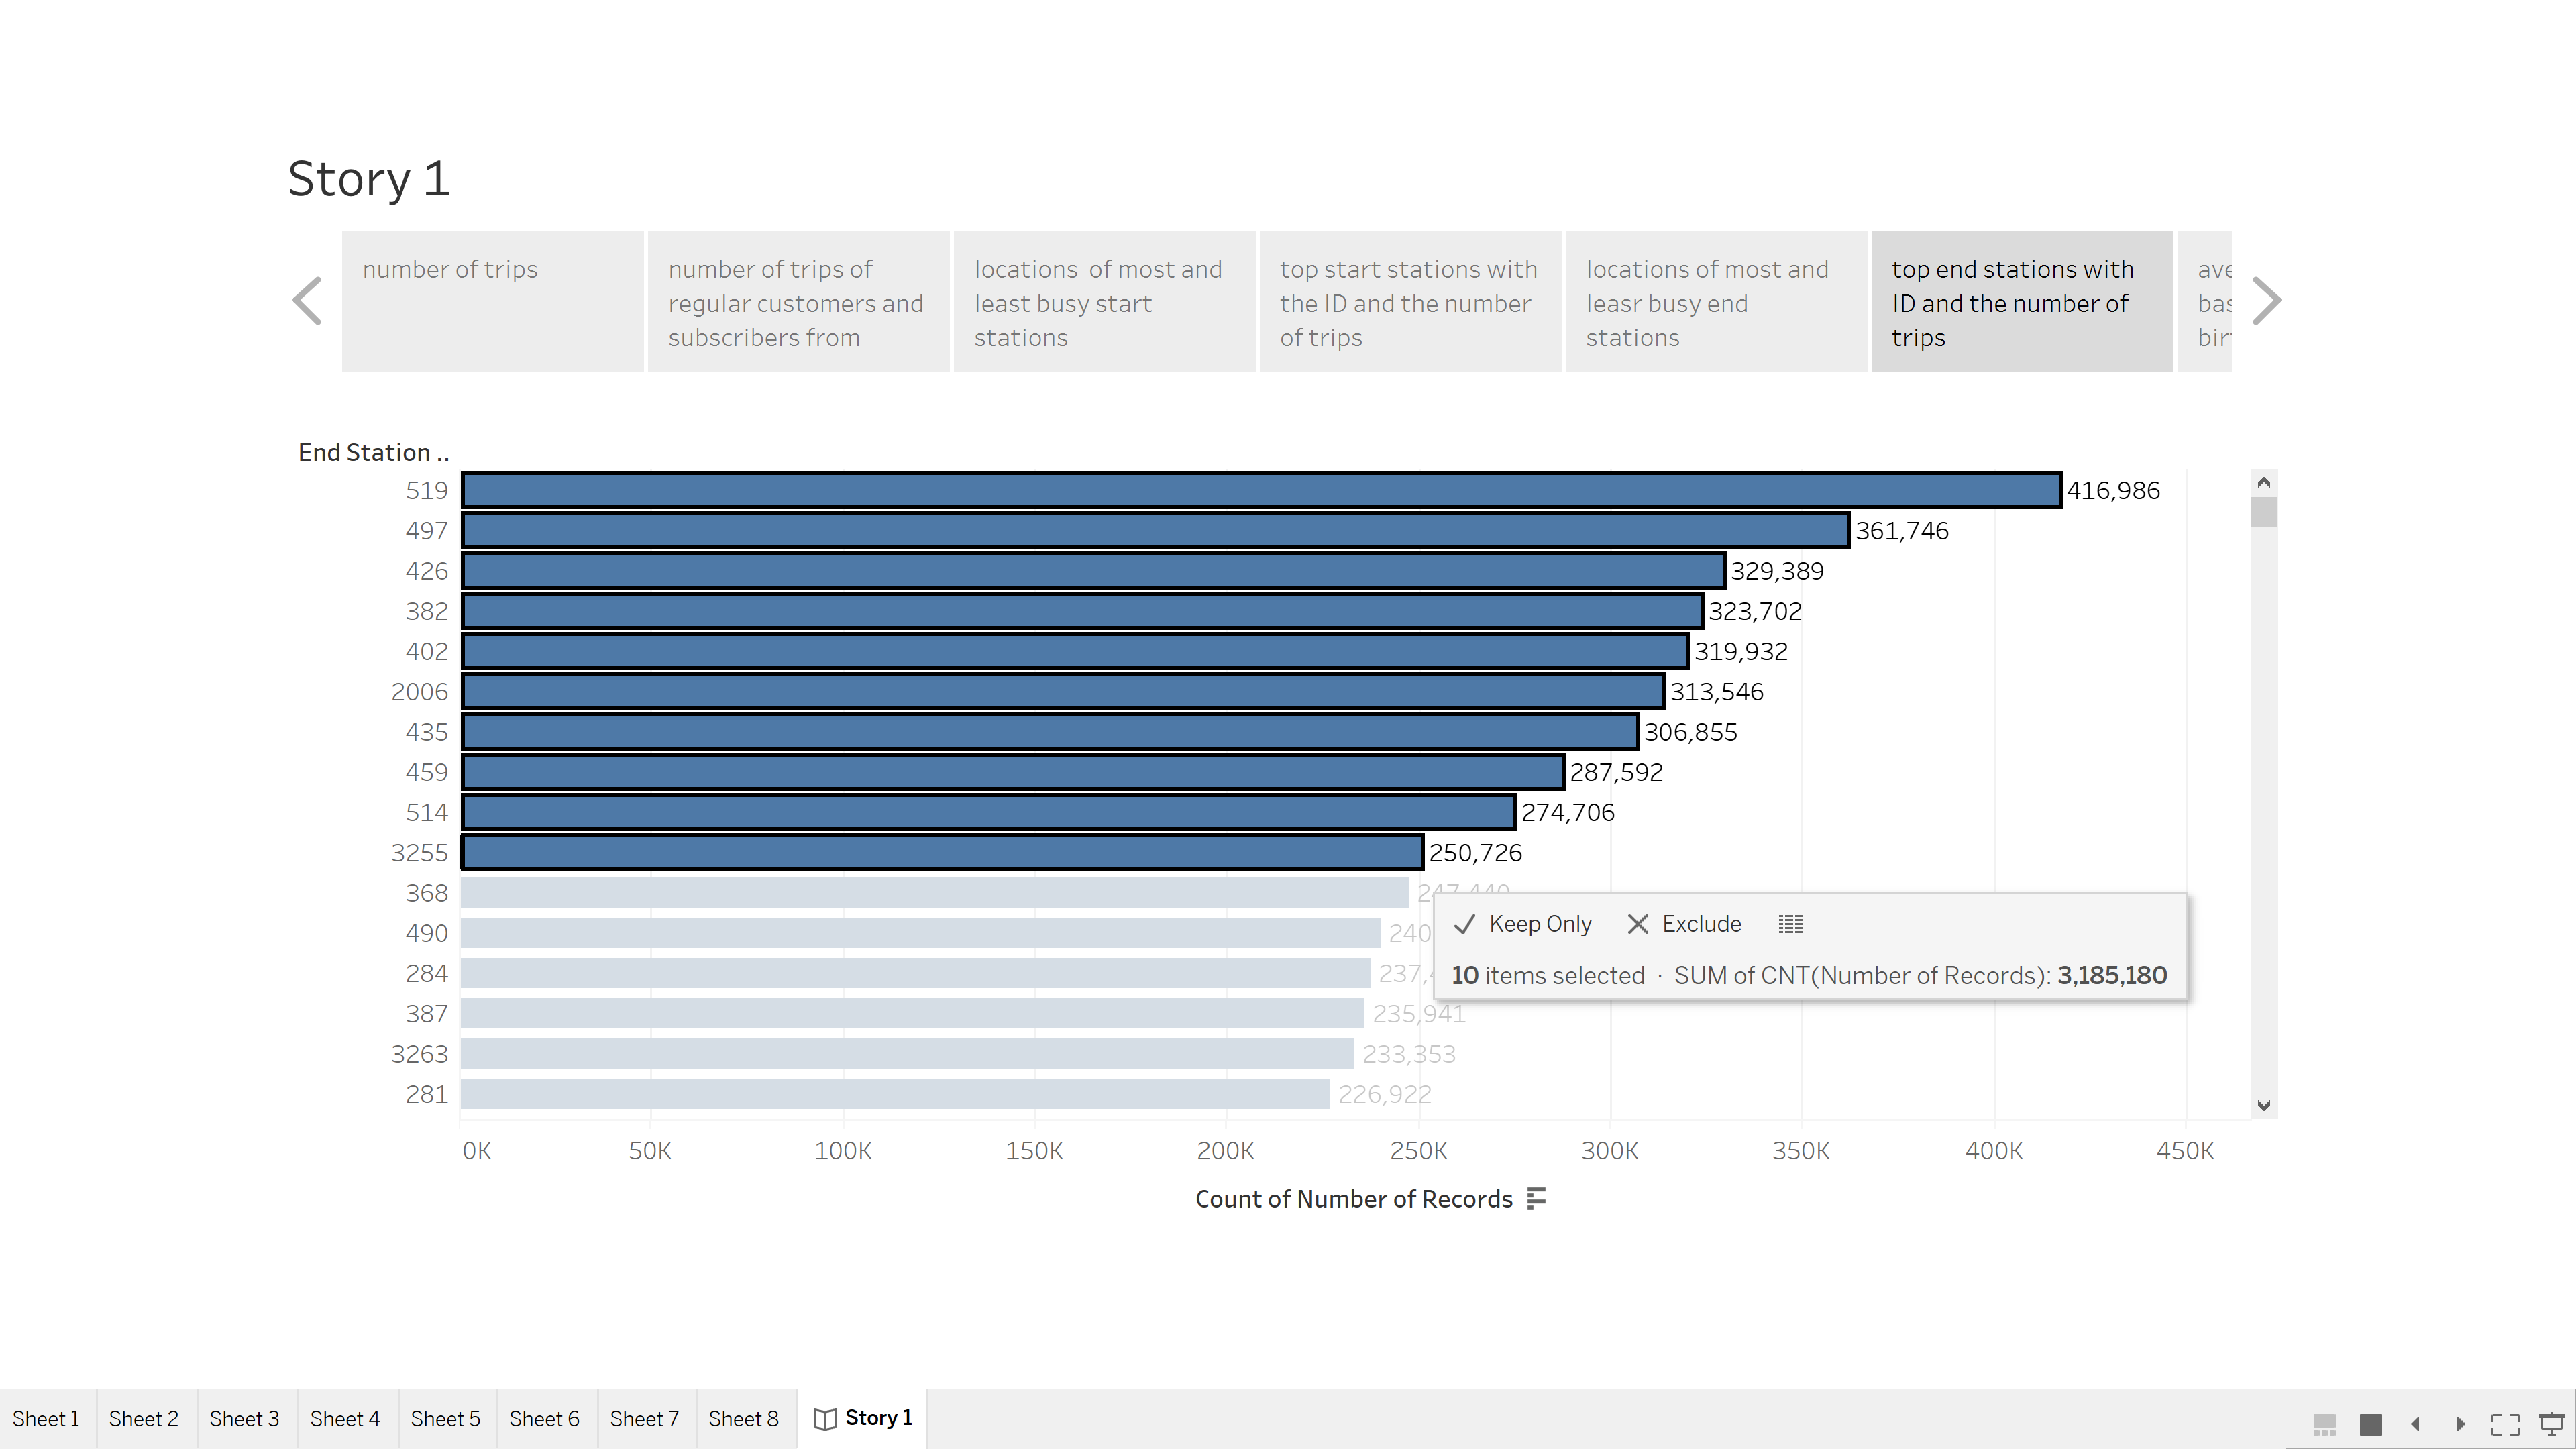 Story 1
number of trips
number of trips of
regular customers and
subscribers from
locations  of most and
least busy start
stations
top start stations with
the ID and the number
of trips
locations of most and
leasr busy end
stations
top end stations with
ID and the number of
trips
End Station ..
519 416,986
497 361,746
426 329,389
382 323,702
402 319,932
2006 313,546
435 306,855
459 287,592
514 274,706
3255 250,726
368
490
284
387 235,941
3263 233,353
281 226,922
Keep Only Exclude
10 items selected · SUM of CNT(Number of Records): 3,185,180
0K 50K 100K 150K 200K 250K 300K 350K 400K 450K
Count of Number of Records
Sheet 1 Sheet 2 Sheet 3 Sheet 4 Sheet 5 Sheet 6 Sheet 7 Sheet 8 Story 1